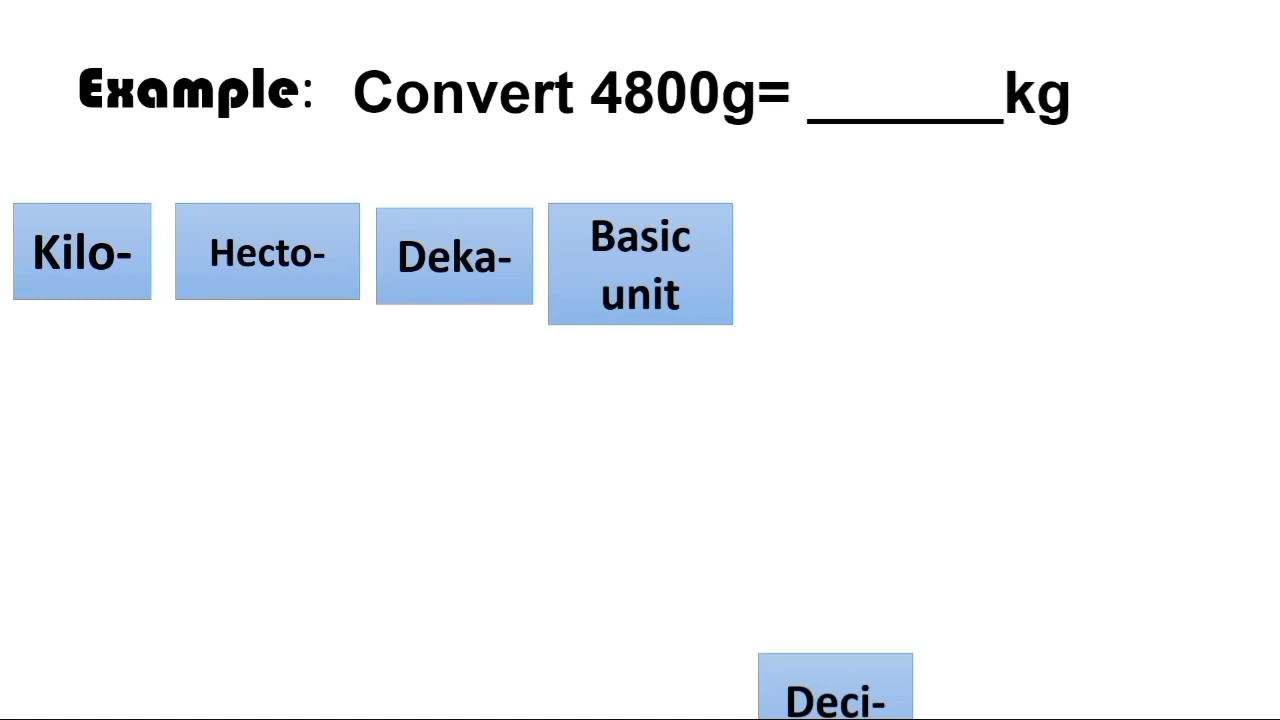 Example: Convert 4800g= ______kg
Kilo- Hecto- Deka- Basic
unit
Deci-